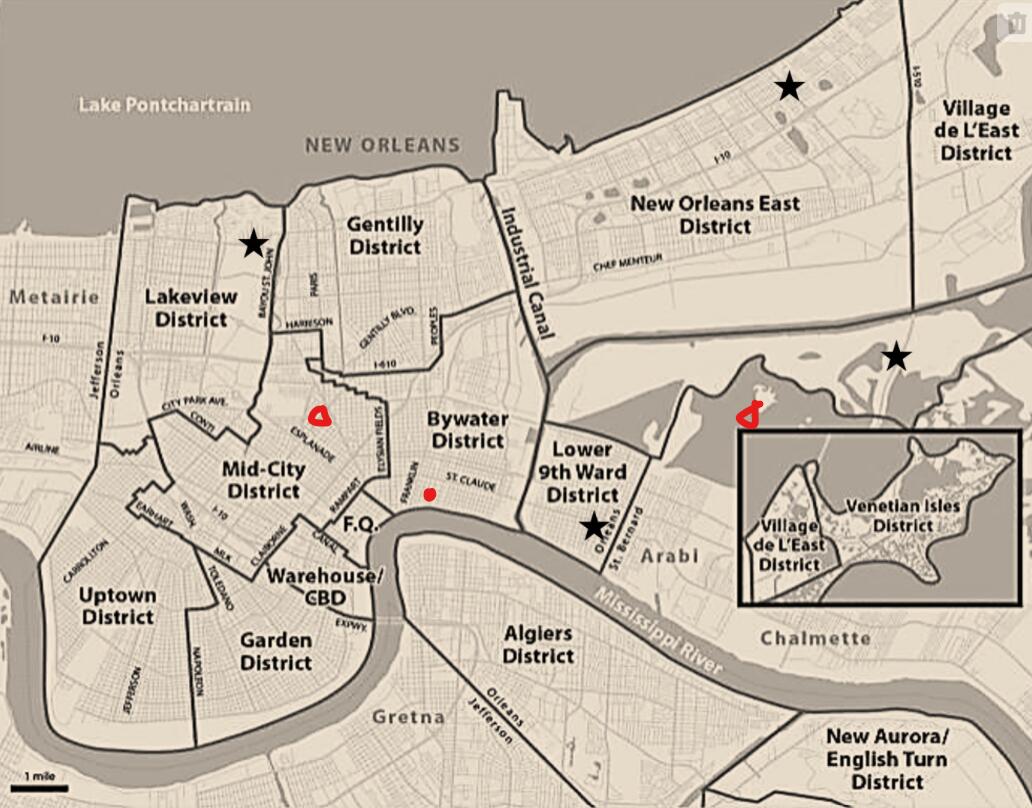 Lake Pontchartrain
NEW ORLEANS
I-510
Village
de L'East
District
I-10
New Orleans East
District
CHEF MENTEUR
Gentilly
District
Industrial Canal
BAYOU ST. JOHN
PARIS
Metairie
Lakeview
District
HARRISON
GENTILLY BLVD.
PEOPLES
I-10
I-610
Jefferson
Orleans
CITY PARK AVE.
CONTI
ELYSIAN FIELDS
Bywater
District
ESPLANADE
AIRLINE
Mid-City
District
Lower
9th Ward
District
FRANKLIN
ST. CLAUDE
RAMPART
Venetian Isles
District
Village
de L'East
District
EARHART
I-10
F.Q.
Orleans
St. Bernard
Arabi
CANAL
CLAIBORNE
MLK
CARROLLTON
Warehouse/
CBD
TOLEDANO
Uptown
District
EXPWY.
Mississippi River
Chalmette
Garden
District
Algiers
District
NAPOLEON
JEFFERSON
Gretna
Orleans
Jefferson
New Aurora/
English Turn
District
1 mile